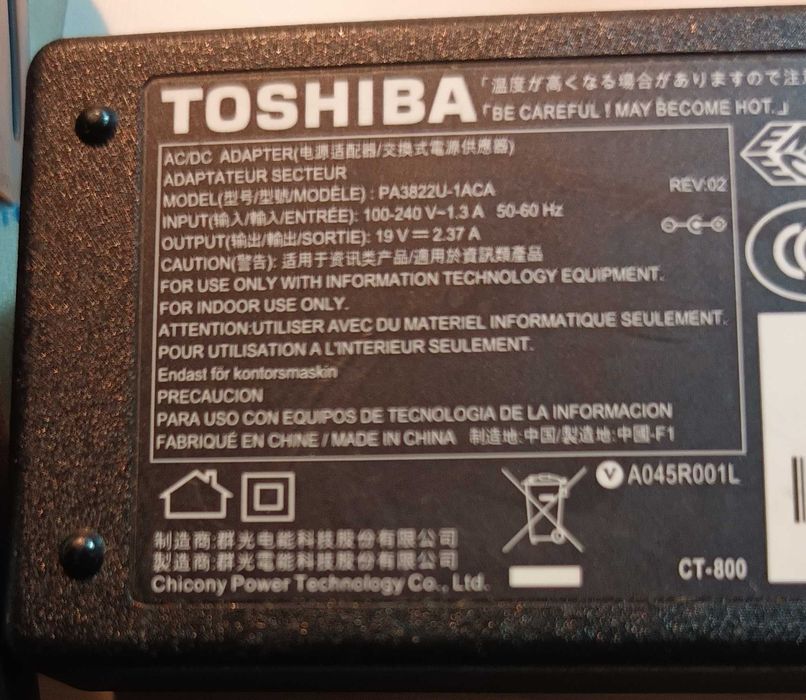 TOSHIBA
「温度が高くなる場合がありますので注
「BE CAREFUL! MAY BECOME HOT.」
AC/DC ADAPTER(电源适配器/交換式電源供應器)
ADAPTATEUR SECTEUR
MODEL(型号/型號/MODÈLE) : PA3822U-1ACA
REV:02
INPUT(输入/輸入/ENTRÉE): 100-240 V~1.3 A 50-60 Hz
OUTPUT(输出/輸出/SORTIE): 19 V⎓2.37 A
CAUTION(警告): 适用于资讯类产品/適用於資訊類產品
FOR USE ONLY WITH INFORMATION TECHNOLOGY EQUIPMENT.
FOR INDOOR USE ONLY.
ATTENTION:UTILISER AVEC DU MATERIEL INFORMATIQUE SEULEMENT.
POUR UTILISATION A L'INTERIEUR SEULEMENT.
Endast för kontorsmaskin
PRECAUCION
PARA USO CON EQUIPOS DE TECNOLOGIA DE LA INFORMACION
FABRIQUÉ EN CHINE / MADE IN CHINA 制造地:中国/製造地:中國-F1
V A045R001L
制造商:群光电能科技股份有限公司
製造商:群光電能科技股份有限公司
Chicony Power Technology Co., Ltd.
CT-800